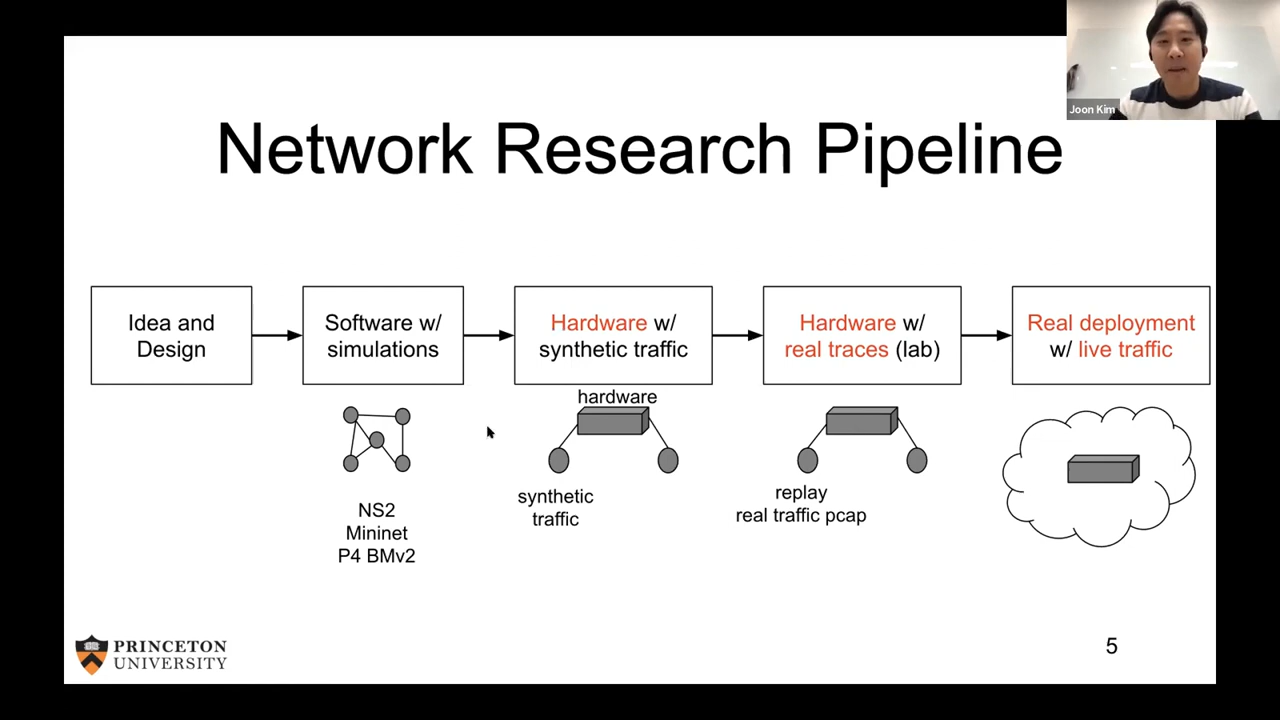 Joon Kim
Network Research Pipeline
Idea and
Design
Software w/
simulations
Hardware w/
synthetic traffic
Hardware w/
real traces (lab)
Real deployment
w/ live traffic
NS2
Mininet
P4 BMv2
hardware
synthetic
traffic
replay
real traffic pcap
PRINCETON
UNIVERSITY
5